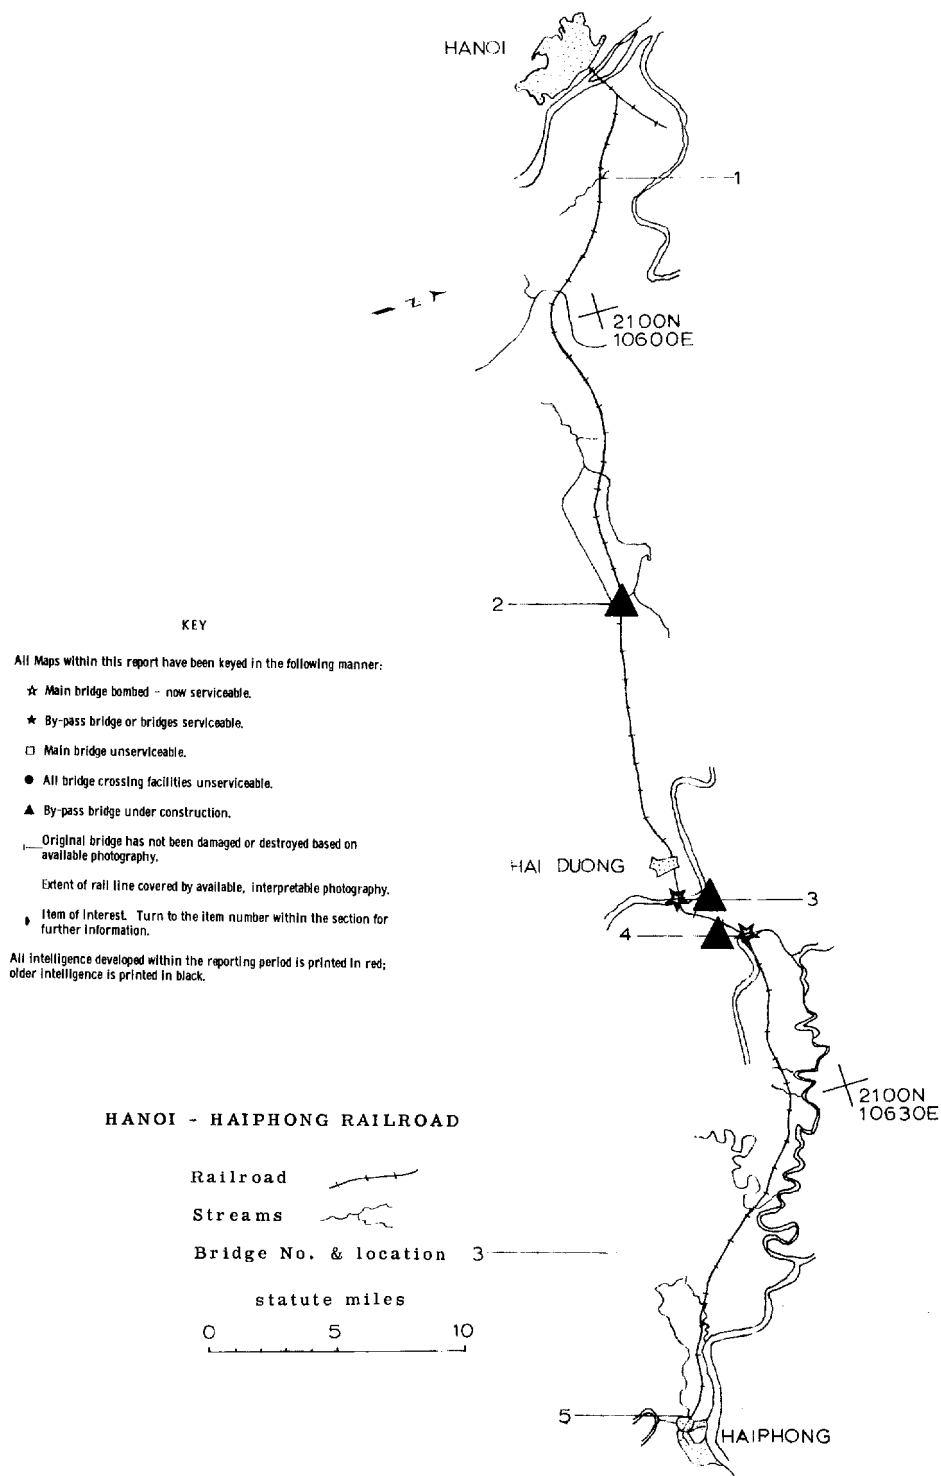 HANOI
1
N
2100N
10600E
2
KEY
All Maps within this report have been keyed in the following manner:
Main bridge bombed - now serviceable.
By-pass bridge or bridges serviceable.
Main bridge unserviceable.
All bridge crossing facilities unserviceable.
By-pass bridge under construction.
Original bridge has not been damaged or destroyed based on
available photography.
Extent of rail line covered by available, interpretable photography.
Item of Interest. Turn to the item number within the section for
further information.
All intelligence developed within the reporting period is printed in red;
older intelligence is printed in black.
HAI DUONG
3
4
2100N
10630E
HANOI - HAIPHONG RAILROAD
Railroad
Streams
Bridge No. & location 3
statute miles
0 5 10
5
HAIPHONG